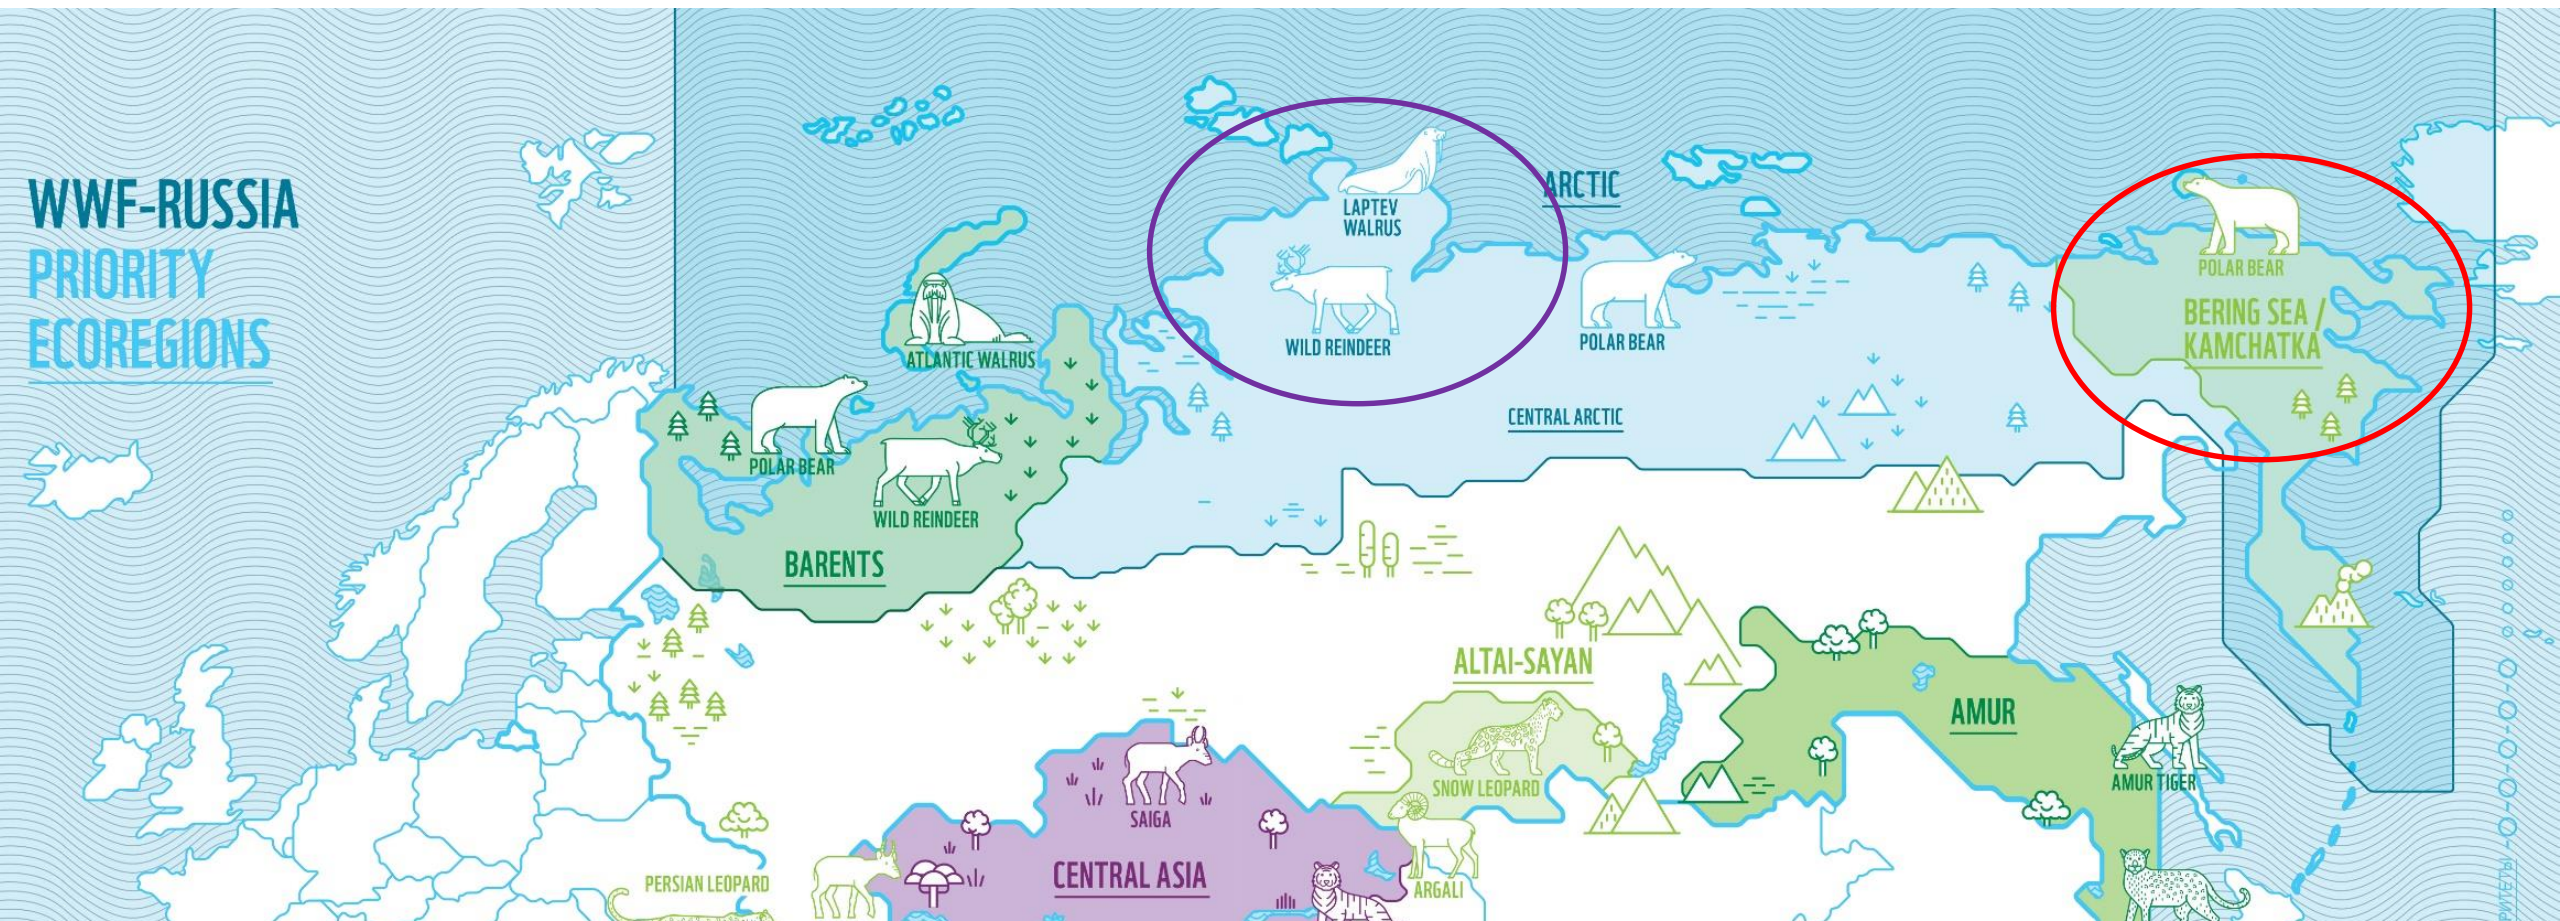 WWF-RUSSIA
PRIORITY
ECOREGIONS
LAPTEV
WALRUS
ARCTIC
POLAR BEAR
BERING SEA /
KAMCHATKA
WILD REINDEER
POLAR BEAR
ATLANTIC WALRUS
CENTRAL ARCTIC
POLAR BEAR
WILD REINDEER
BARENTS
ALTAI-SAYAN
AMUR
SNOW LEOPARD
AMUR TIGER
SAIGA
CENTRAL ASIA
PERSIAN LEOPARD
ARGALI